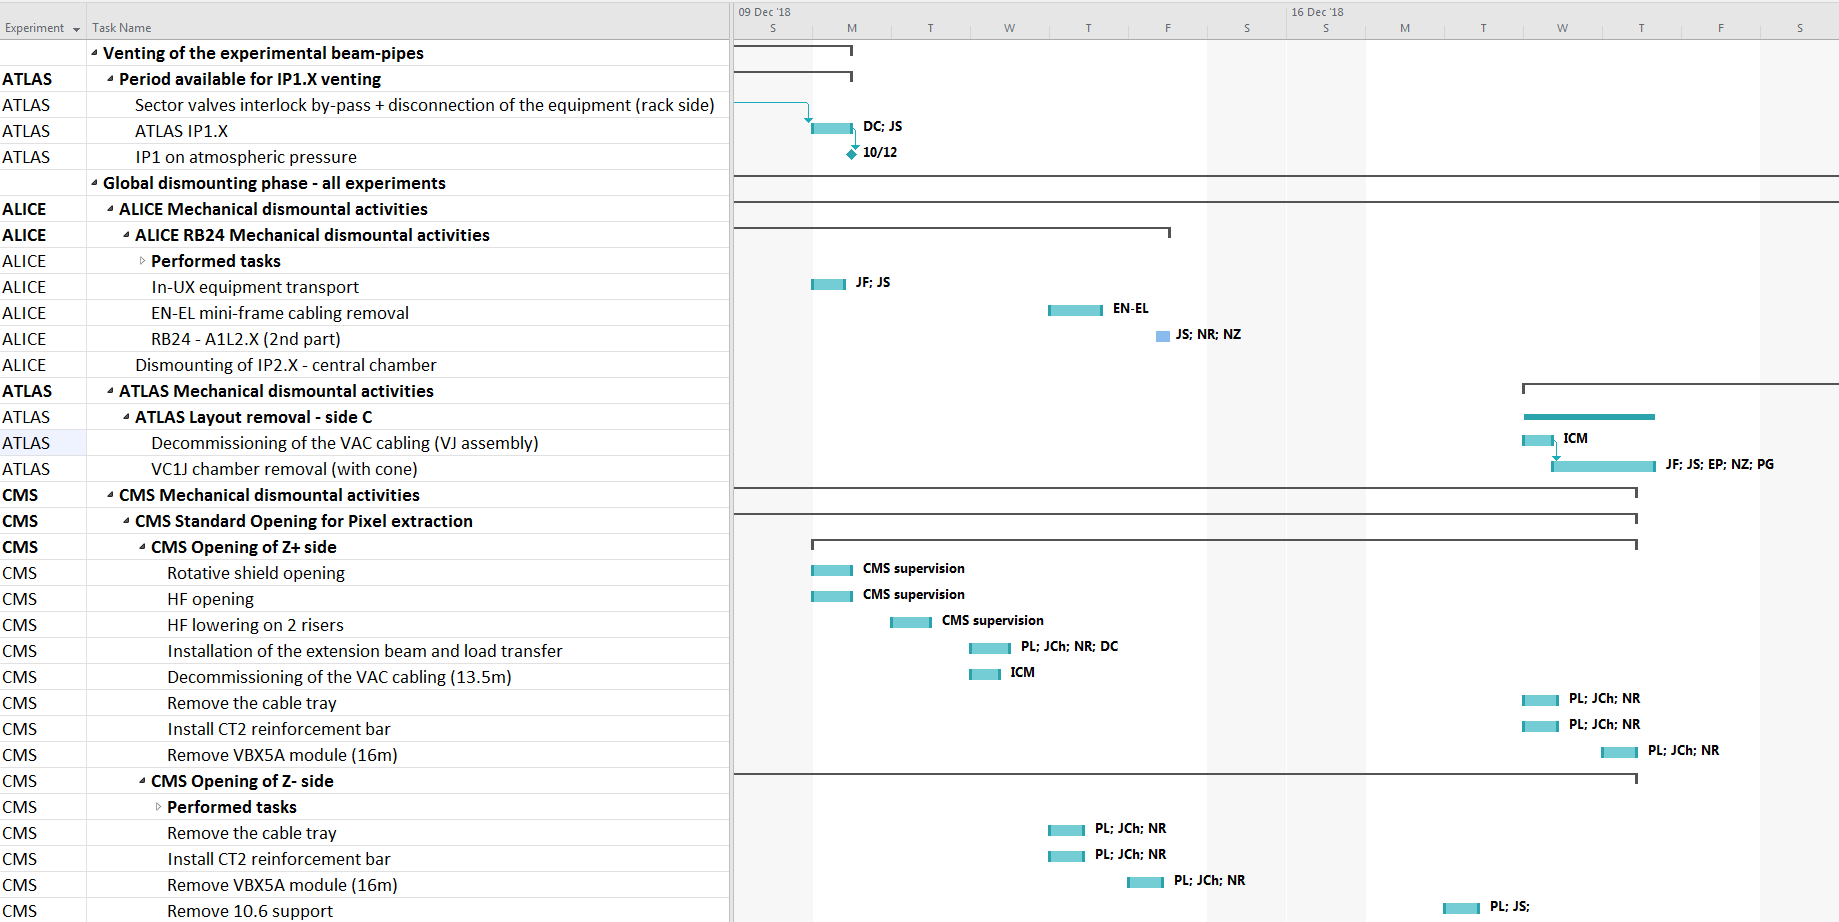 09 Dec '18 16 Dec '18
Experiment Task Name S M T W T F S S M T W T F S
Venting of the experimental beam-pipes
ATLAS Period available for IP1.X venting
ATLAS Sector valves interlock by-pass + disconnection of the equipment (rack side)
ATLAS ATLAS IP1.X DC; JS
ATLAS IP1 on atmospheric pressure 10/12
Global dismounting phase - all experiments
ALICE ALICE Mechanical dismountal activities
ALICE ALICE RB24 Mechanical dismountal activities
ALICE Performed tasks
ALICE In-UX equipment transport JF; JS
ALICE EN-EL mini-frame cabling removal EN-EL
ALICE RB24 - A1L2.X (2nd part) JS; NR; NZ
ALICE Dismounting of IP2.X - central chamber
ATLAS ATLAS Mechanical dismountal activities
ATLAS ATLAS Layout removal - side C
ATLAS Decommissioning of the VAC cabling (VJ assembly) ICM
ATLAS VC1J chamber removal (with cone) JF; JS; EP; NZ; PG
CMS CMS Mechanical dismountal activities
CMS CMS Standard Opening for Pixel extraction
CMS CMS Opening of Z+ side
CMS Rotative shield opening CMS supervision
CMS HF opening CMS supervision
CMS HF lowering on 2 risers CMS supervision
CMS Installation of the extension beam and load transfer PL; JCh; NR; DC
CMS Decommissioning of the VAC cabling (13.5m) ICM
CMS Remove the cable tray PL; JCh; NR
CMS Install CT2 reinforcement bar PL; JCh; NR
CMS Remove VBX5A module (16m) PL; JCh; NR
CMS CMS Opening of Z- side
CMS Performed tasks
CMS Remove the cable tray PL; JCh; NR
CMS Install CT2 reinforcement bar PL; JCh; NR
CMS Remove VBX5A module (16m) PL; JCh; NR
CMS Remove 10.6 support PL; JS;